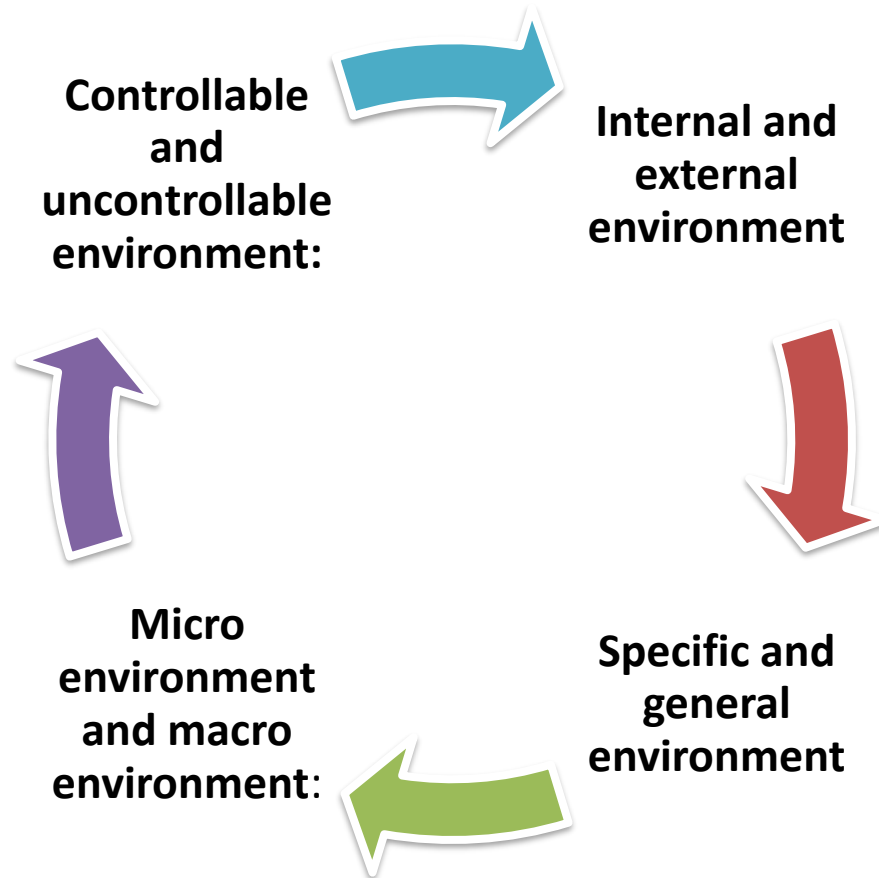 Controllable
and
uncontrollable
environment:
Internal and
external
environment
Specific and
general
environment
Micro
environment
and macro
environment: